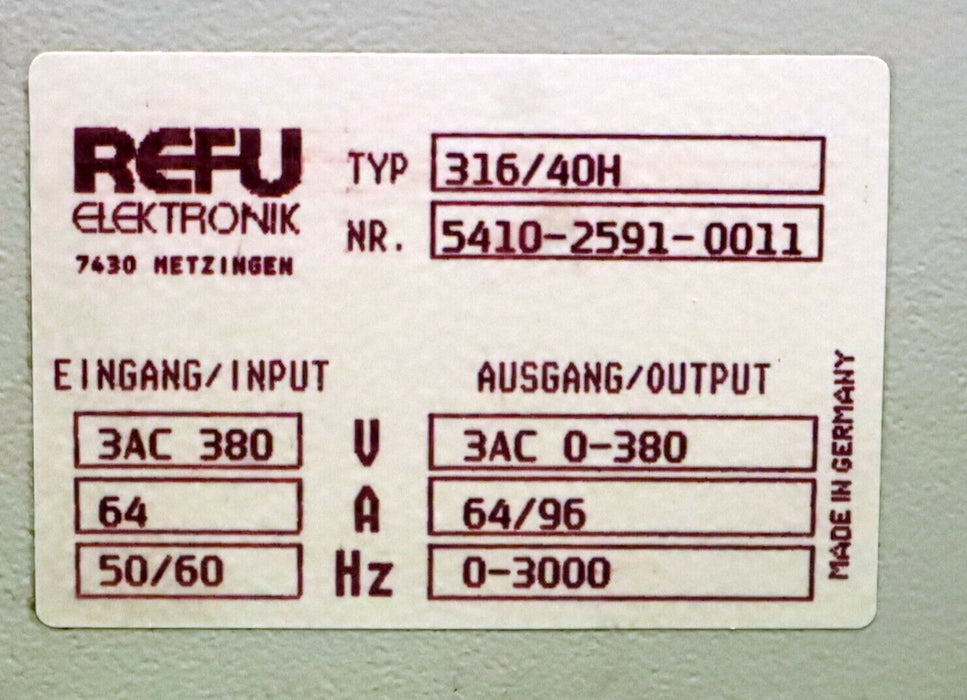 REFU
ELEKTRONIK
7430 METZINGEN
TYP 316/40H
NR. 5410-2591-0011
EINGANG/INPUT AUSGANG/OUTPUT
3AC 380 V 3AC 0-380
64 A 64/96
50/60 Hz 0-3000
MADE IN GERMANY